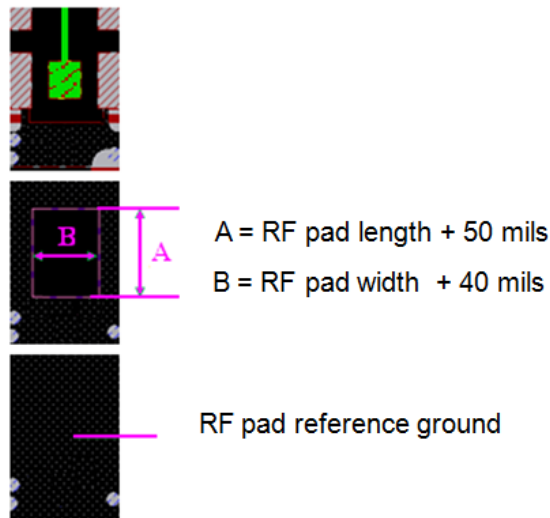 A = RF pad length + 50 mils
B
A
B = RF pad width + 40 mils
RF pad reference ground